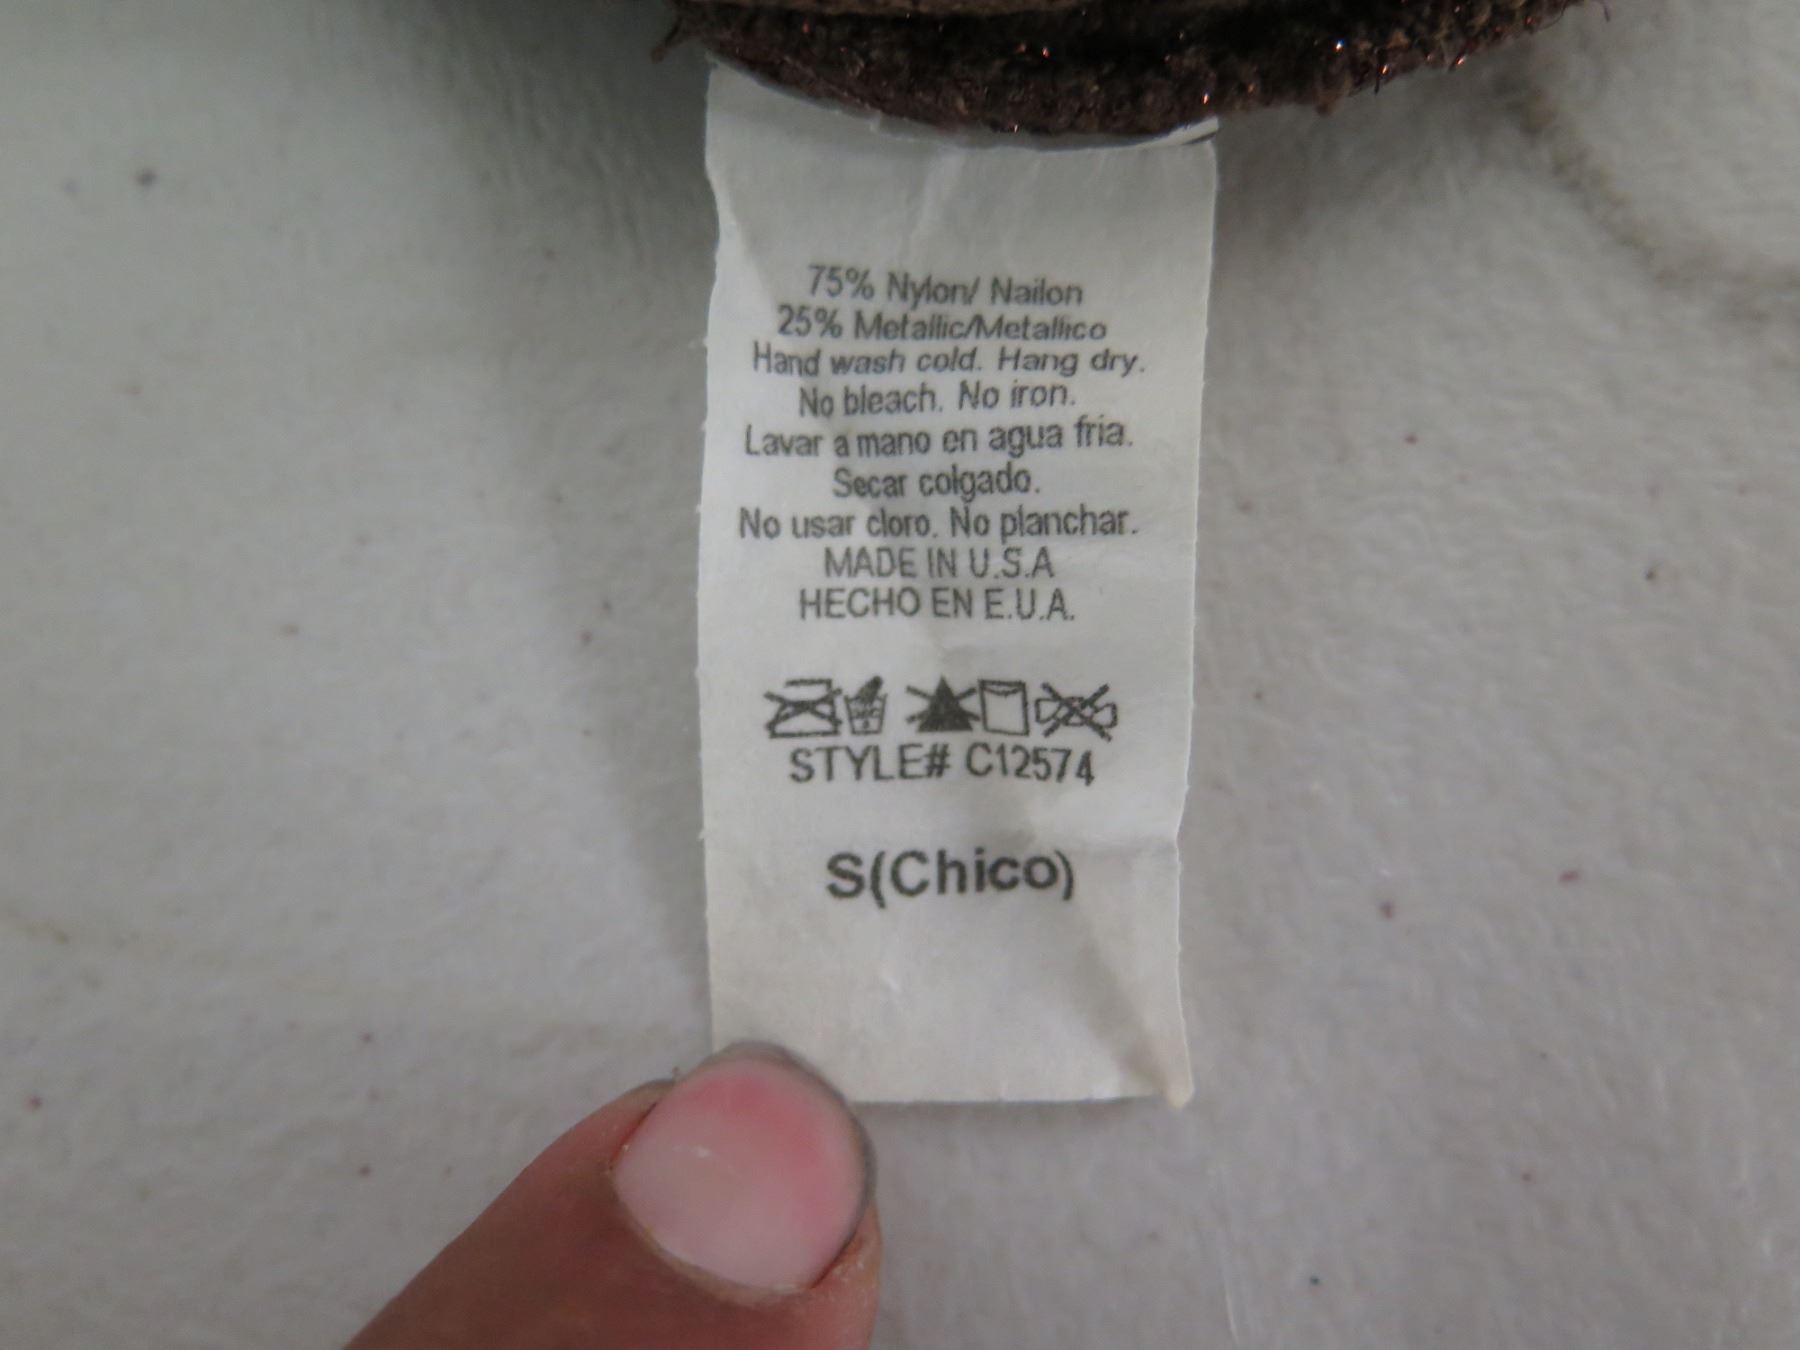 75% Nylon/ Nailon
25% Metallic/Metallico
Hand wash cold. Hang dry.
No bleach. No iron.
Lavar a mano en agua fria.
Secar colgado.
No usar cloro. No planchar.
MADE IN U.S.A
HECHO EN E.U.A.
STYLE# C12574
S(Chico)